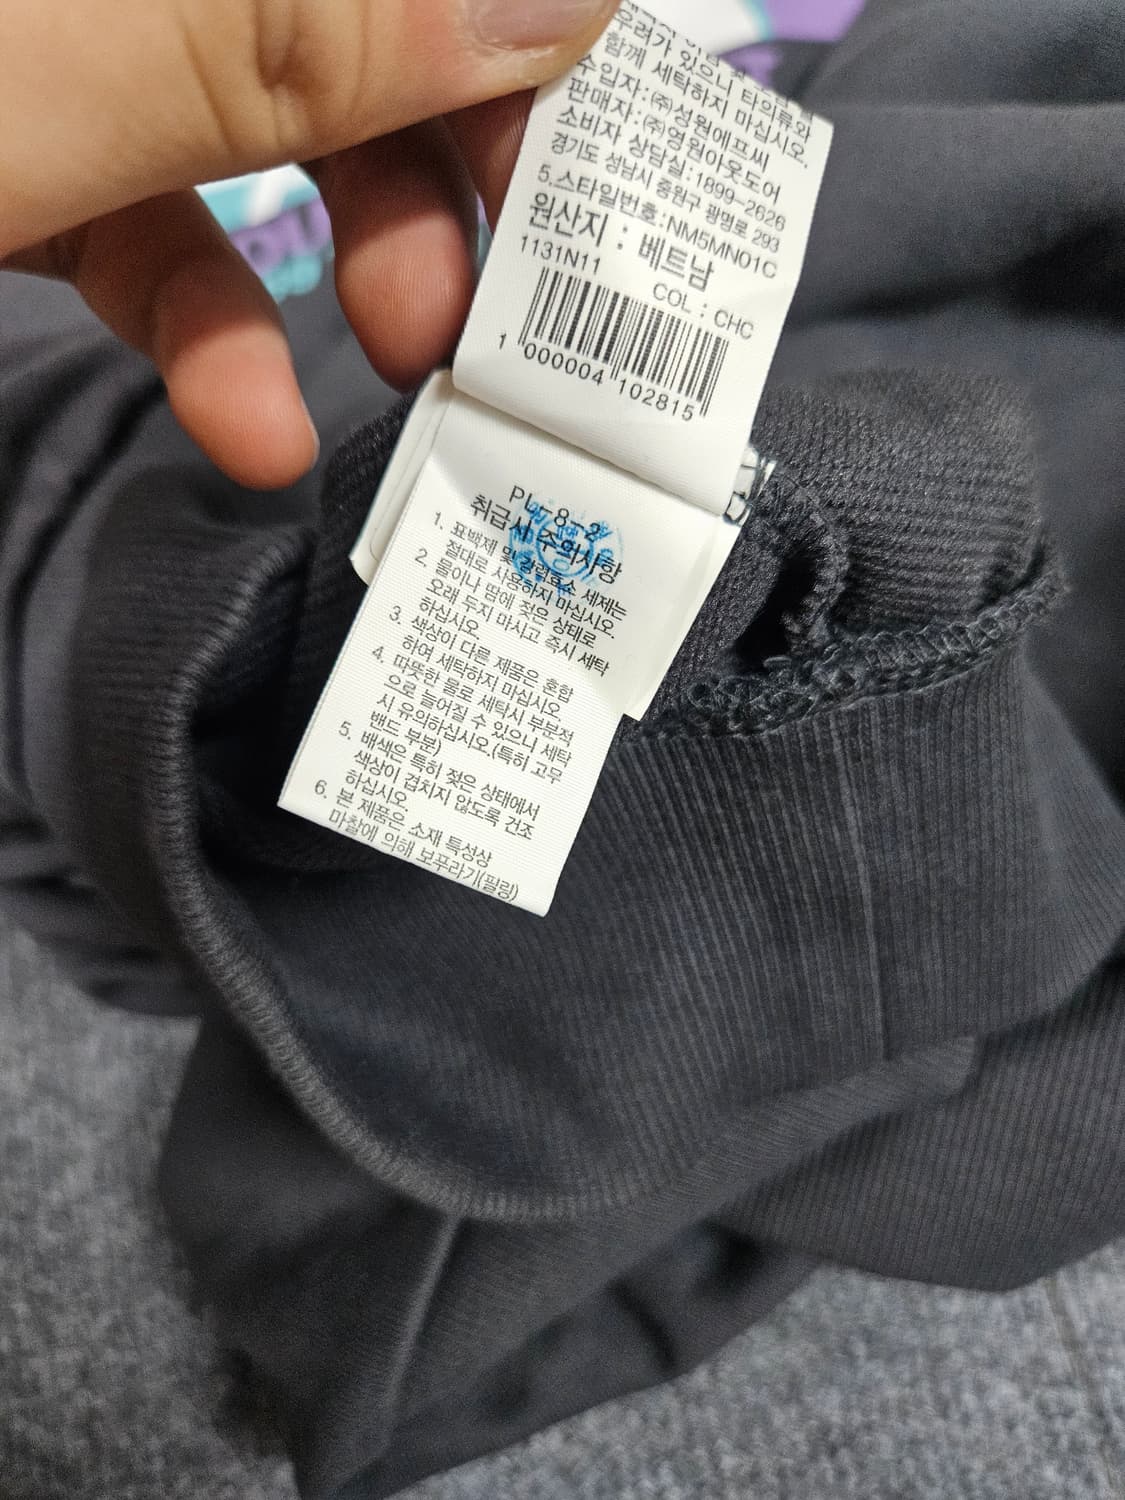 우려가 있으니 타의류와
함께 세탁하지 마십시오.
수입자:㈜성원에프씨
판매자:㈜영원아웃도어
소비자 상담실:1899-2626
경기도 성남시 중원구 광명로 293
5.스타일번호:NM5MN01C
원산지 : 베트남
1131N11
COL : CHC
1 000004 102815
PL-8-2
취급시 주의사항
1. 표백제 및 강력효소 세제는
절대로 사용하지 마십시오.
2. 물이나 땀에 젖은 상태로
오래 두지 마시고 즉시 세탁
하십시오.
3. 색상이 다른 제품은 혼합
하여 세탁하지 마십시오.
4. 따뜻한 물로 세탁시 부분적
으로 늘어질 수 있으니 세탁
시 유의하십시오.(특히 고무
밴드 부분)
5. 배색은 특히 젖은 상태에서
색상이 겹치지 않도록 건조
하십시오.
6. 본 제품은 소재 특성상
마찰에 의해 보푸라기(필링)